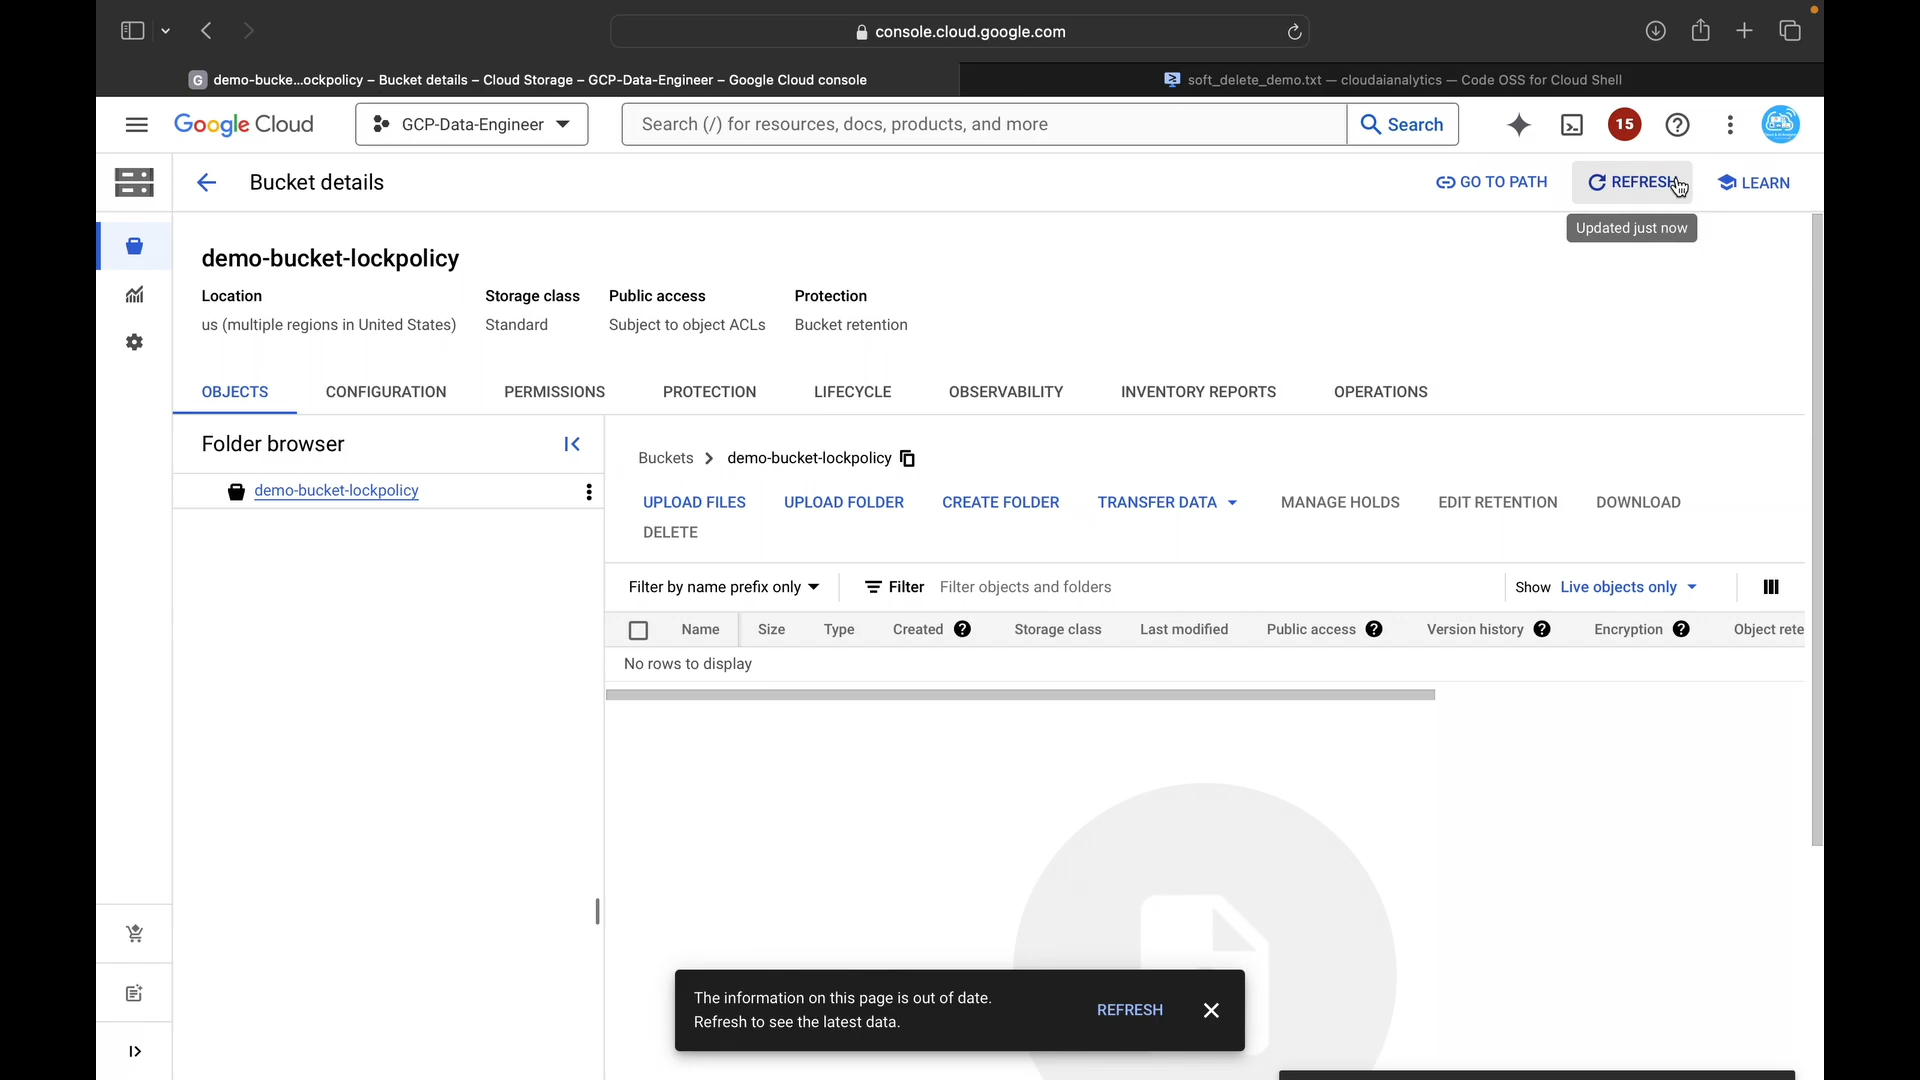 console.cloud.google.com
G demo-bucke...ockpolicy – Bucket details – Cloud Storage – GCP-Data-Engineer – Google Cloud console
soft_delete_demo.txt — cloudaianalytics — Code OSS for Cloud Shell
Google Cloud
GCP-Data-Engineer
Search (/) for resources, docs, products, and more
Search
15
Bucket details
GO TO PATH
REFRESH
LEARN
Updated just now
demo-bucket-lockpolicy
Location Storage class Public access Protection
us (multiple regions in United States) Standard Subject to object ACLs Bucket retention
OBJECTS CONFIGURATION PERMISSIONS PROTECTION LIFECYCLE OBSERVABILITY INVENTORY REPORTS OPERATIONS
Folder browser
demo-bucket-lockpolicy
Buckets > demo-bucket-lockpolicy
UPLOAD FILES UPLOAD FOLDER CREATE FOLDER TRANSFER DATA MANAGE HOLDS EDIT RETENTION DOWNLOAD
DELETE
Filter by name prefix only Filter Filter objects and folders Show Live objects only
Name Size Type Created Storage class Last modified Public access Version history Encryption Object rete
No rows to display
The information on this page is out of date.
Refresh to see the latest data.
REFRESH